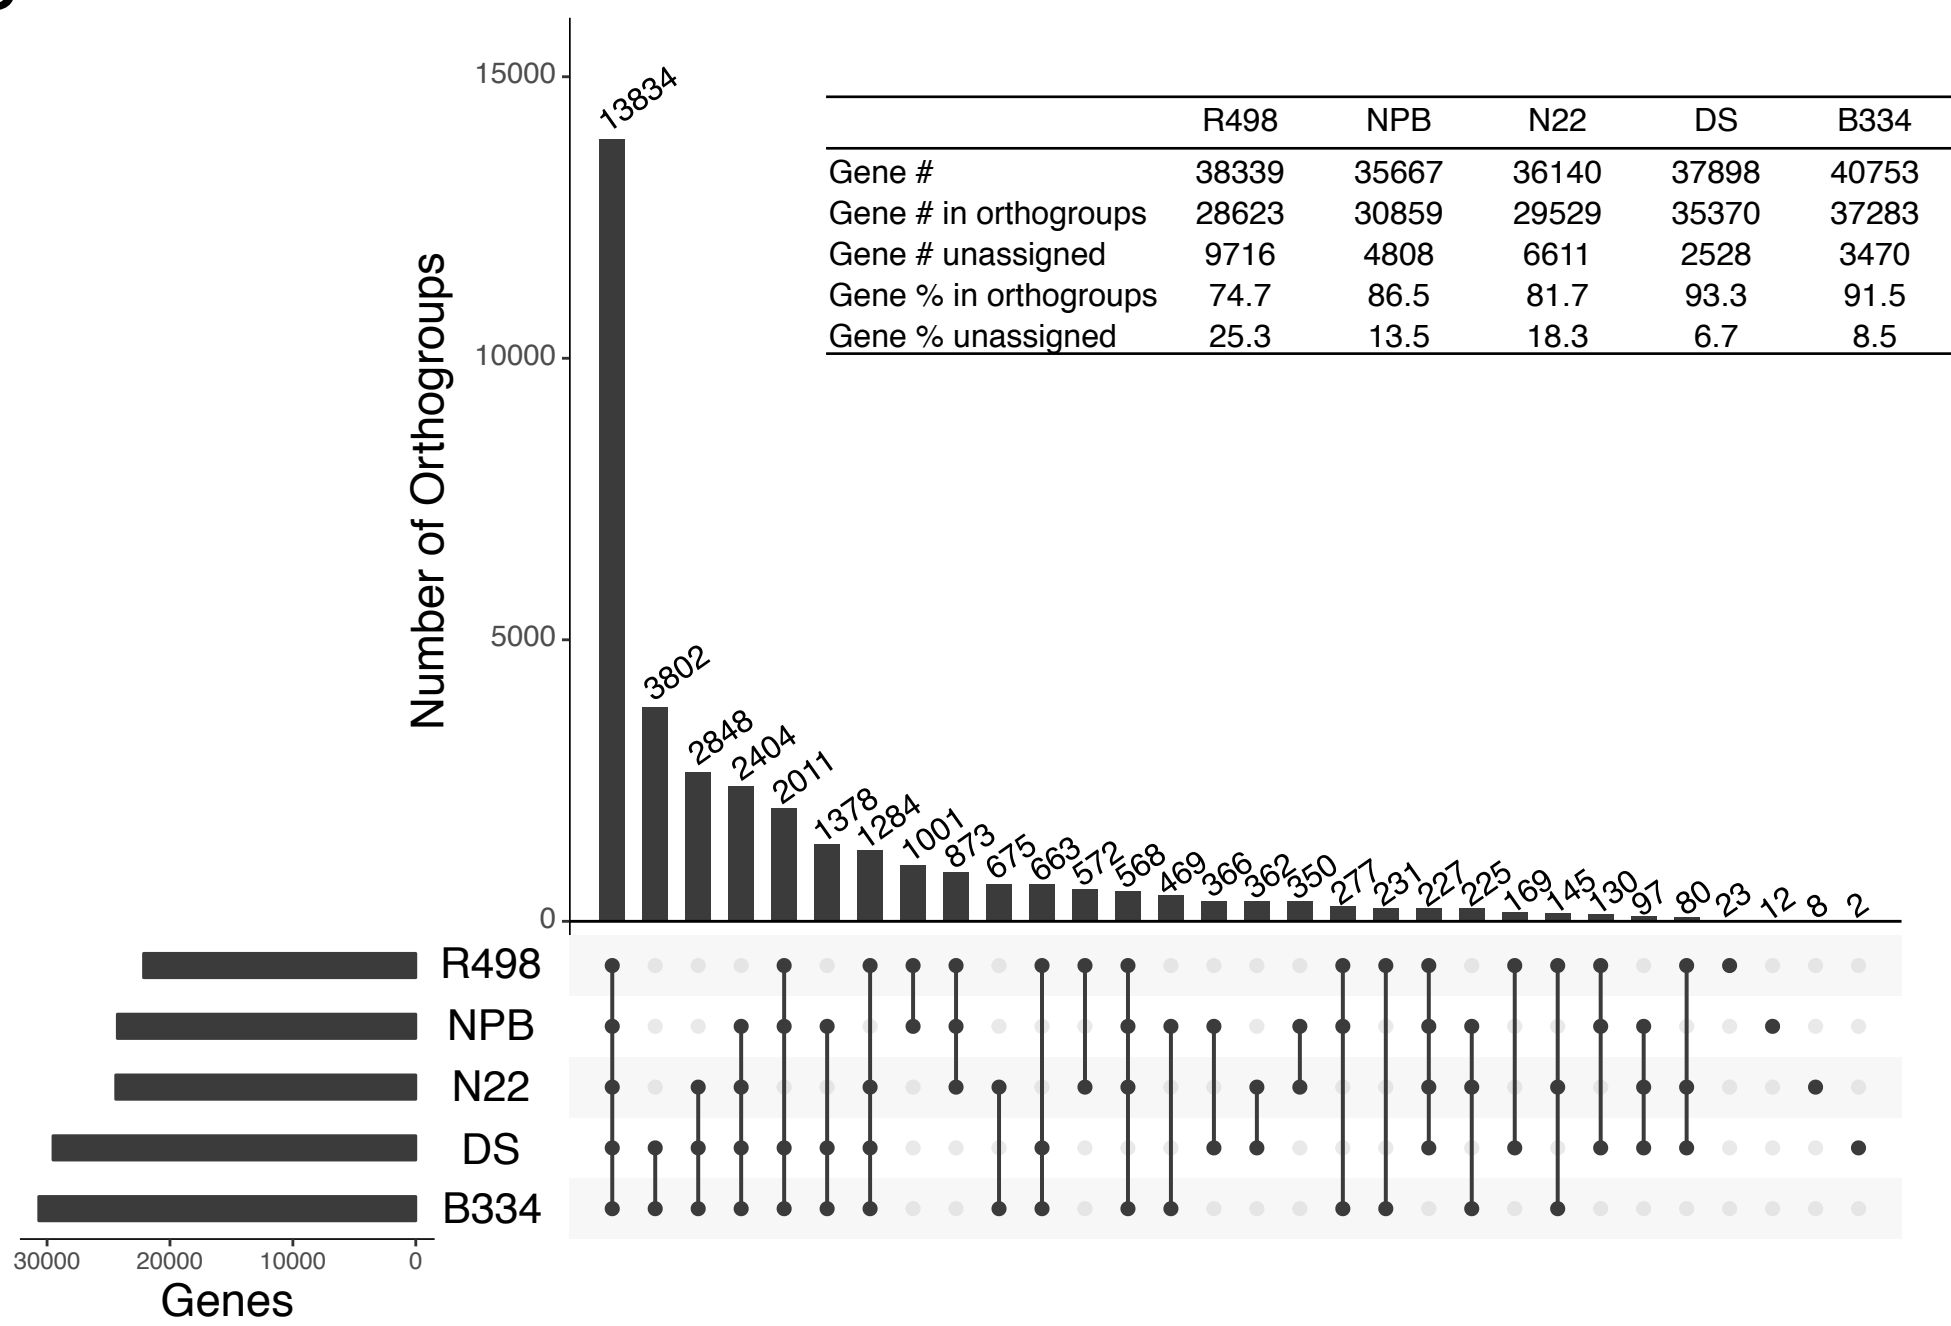 15000
10000
5000
0
Number of Orthogroups
R498 NPB N22 DS B334
Gene # 38339 35667 36140 37898 40753
Gene # in orthogroups 28623 30859 29529 35370 37283
Gene # unassigned 9716 4808 6611 2528 3470
Gene % in orthogroups 74.7 86.5 81.7 93.3 91.5
Gene % unassigned 25.3 13.5 18.3 6.7 8.5
13834
3802
2848
2404
2011
1378
1284
1001
873
675
663
572
568
469
366
362
350
277
231
227
225
169
145
130
97
80
23
12
8
2
R498
NPB
N22
DS
B334
30000 20000 10000 0
Genes